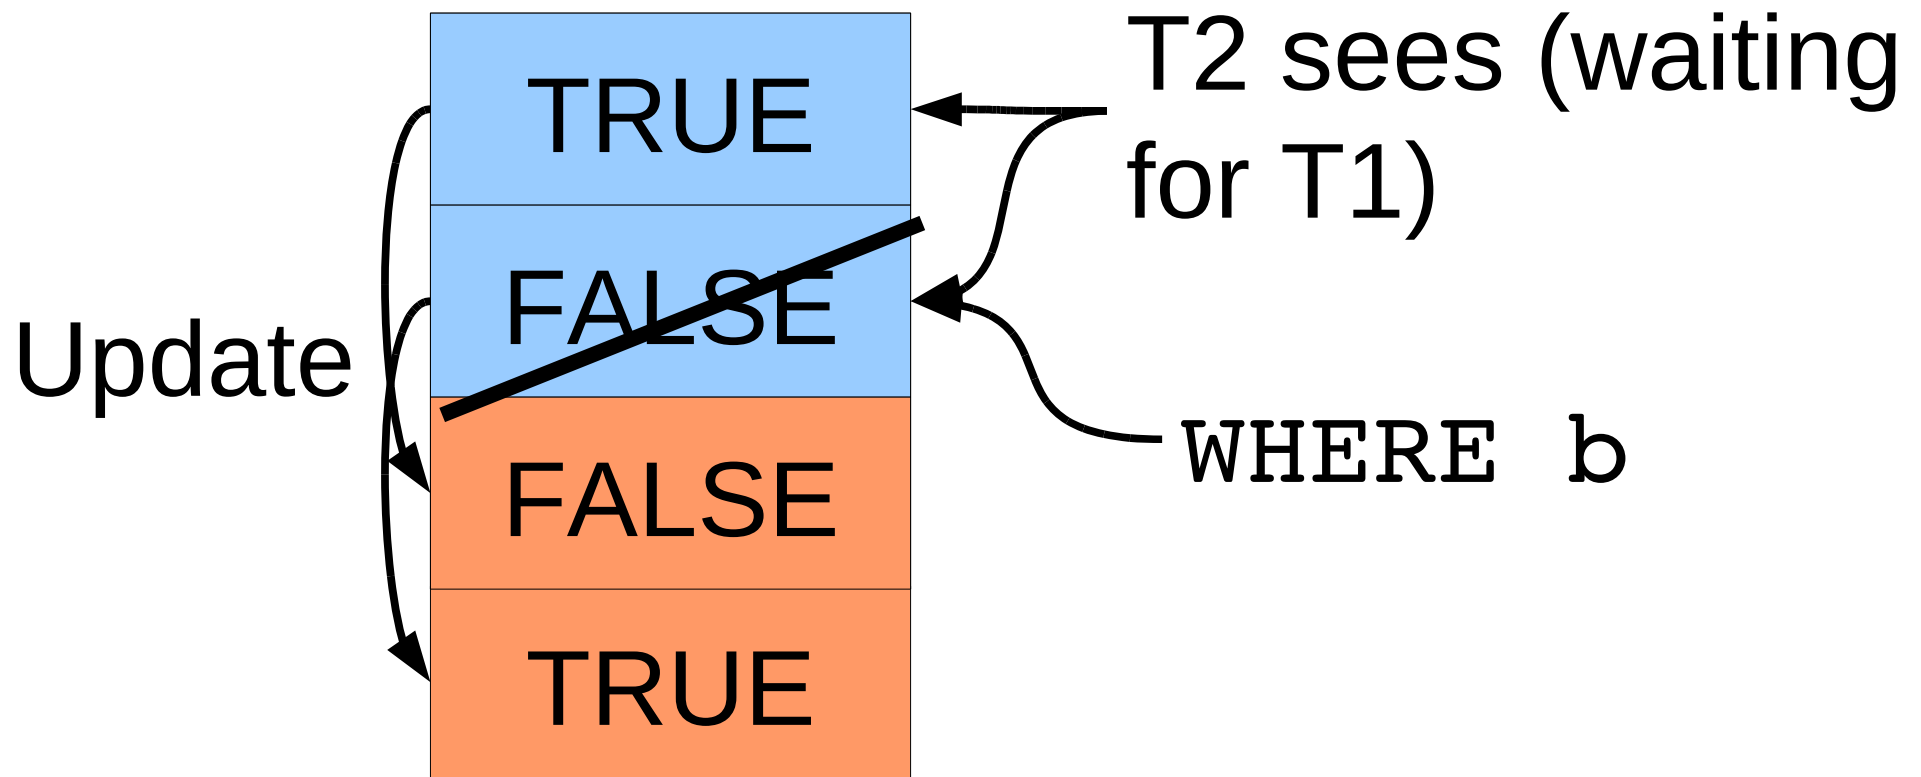 TRUE
T2 sees (waiting
for T1)
FALSE
Update
WHERE b
FALSE
TRUE